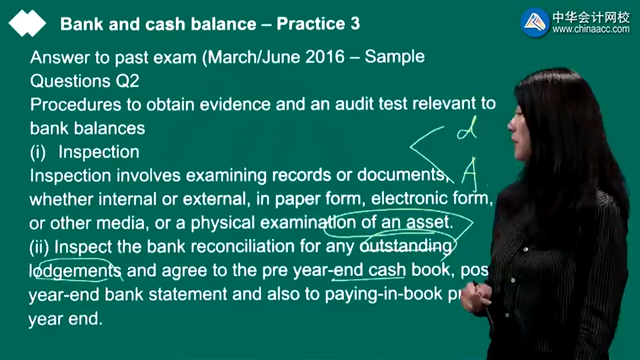 Bank and cash balance – Practice 3
中华会计网校
www.chinaacc.com
Answer to past exam (March/June 2016 – Sample
Questions Q2
Procedures to obtain evidence and an audit test relevant to
bank balances
d
(i) Inspection
Inspection involves examining records or documents,
A
whether internal or external, in paper form, electronic form,
or other media, or a physical examination of an asset.
(ii) Inspect the bank reconciliation for any outstanding
lodgements and agree to the pre year-end cash book, pos
year-end bank statement and also to paying-in-book
year end.